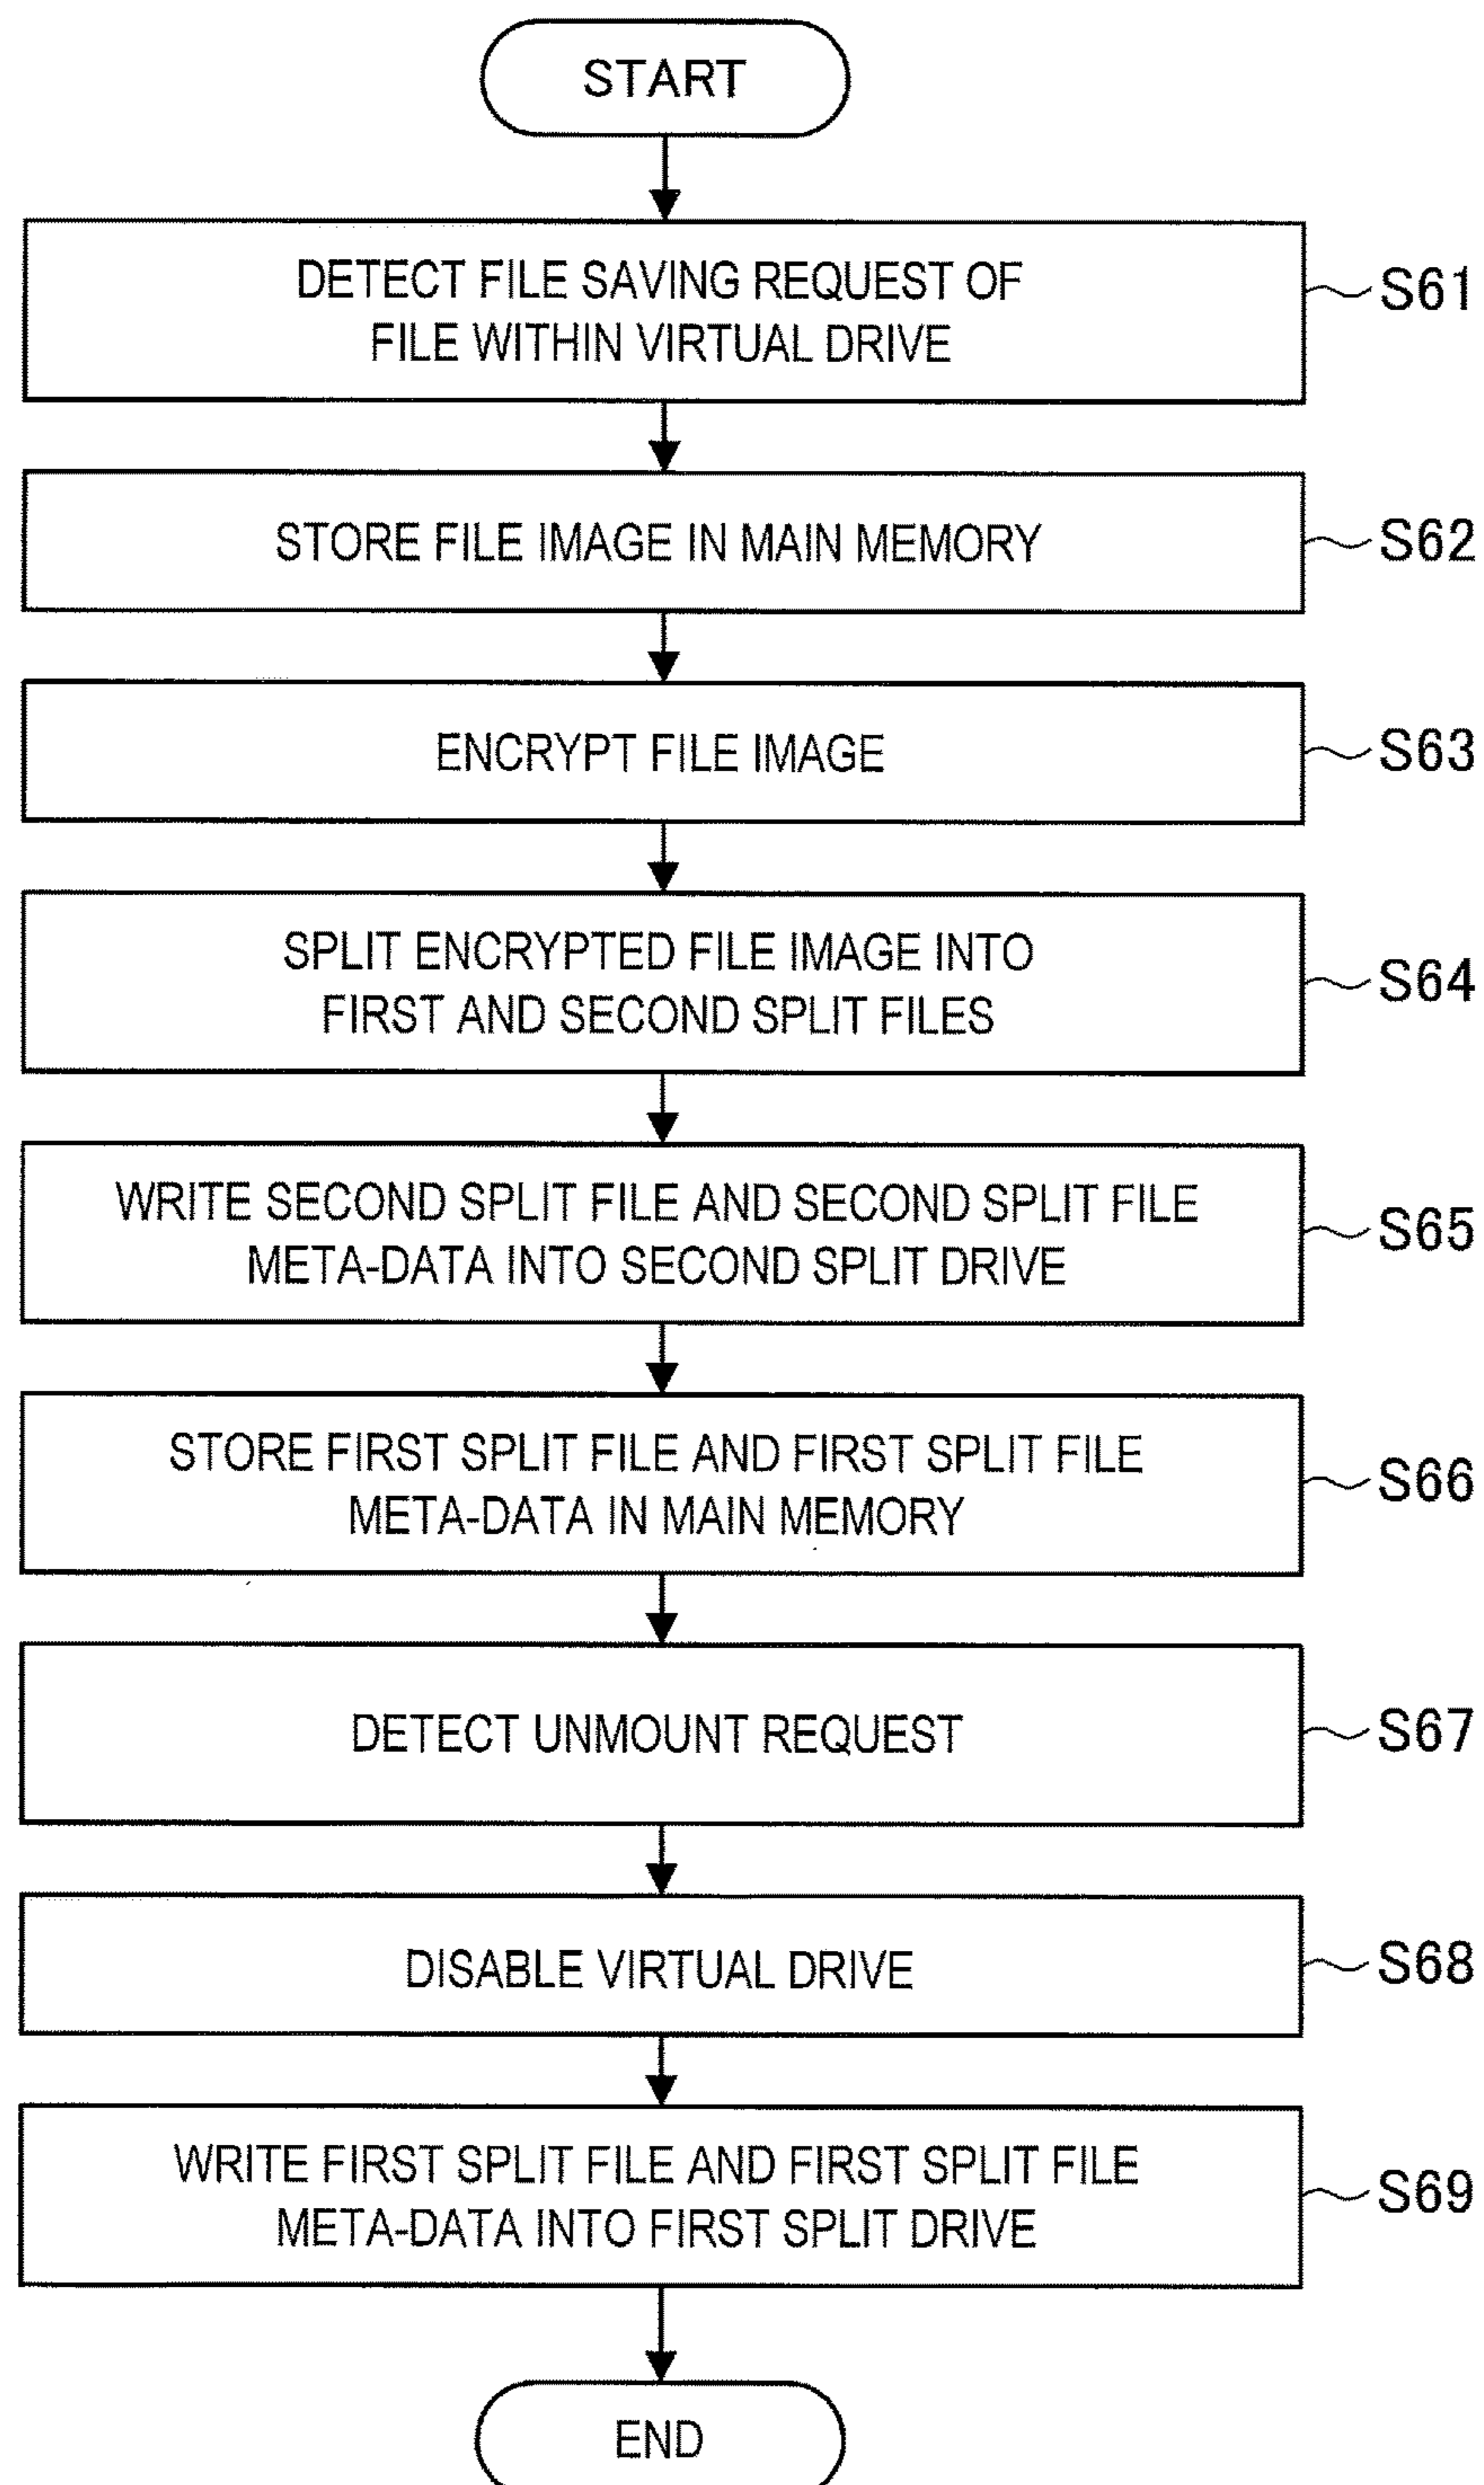 START
DETECT FILE SAVING REQUEST OF
FILE WITHIN VIRTUAL DRIVE
S61
STORE FILE IMAGE IN MAIN MEMORY
S62
ENCRYPT FILE IMAGE
S63
SPLIT ENCRYPTED FILE IMAGE INTO
FIRST AND SECOND SPLIT FILES
S64
WRITE SECOND SPLIT FILE AND SECOND SPLIT FILE
META-DATA INTO SECOND SPLIT DRIVE
S65
STORE FIRST SPLIT FILE AND FIRST SPLIT FILE
META-DATA IN MAIN MEMORY
S66
DETECT UNMOUNT REQUEST
S67
DISABLE VIRTUAL DRIVE
S68
WRITE FIRST SPLIT FILE AND FIRST SPLIT FILE
META-DATA INTO FIRST SPLIT DRIVE
S69
END